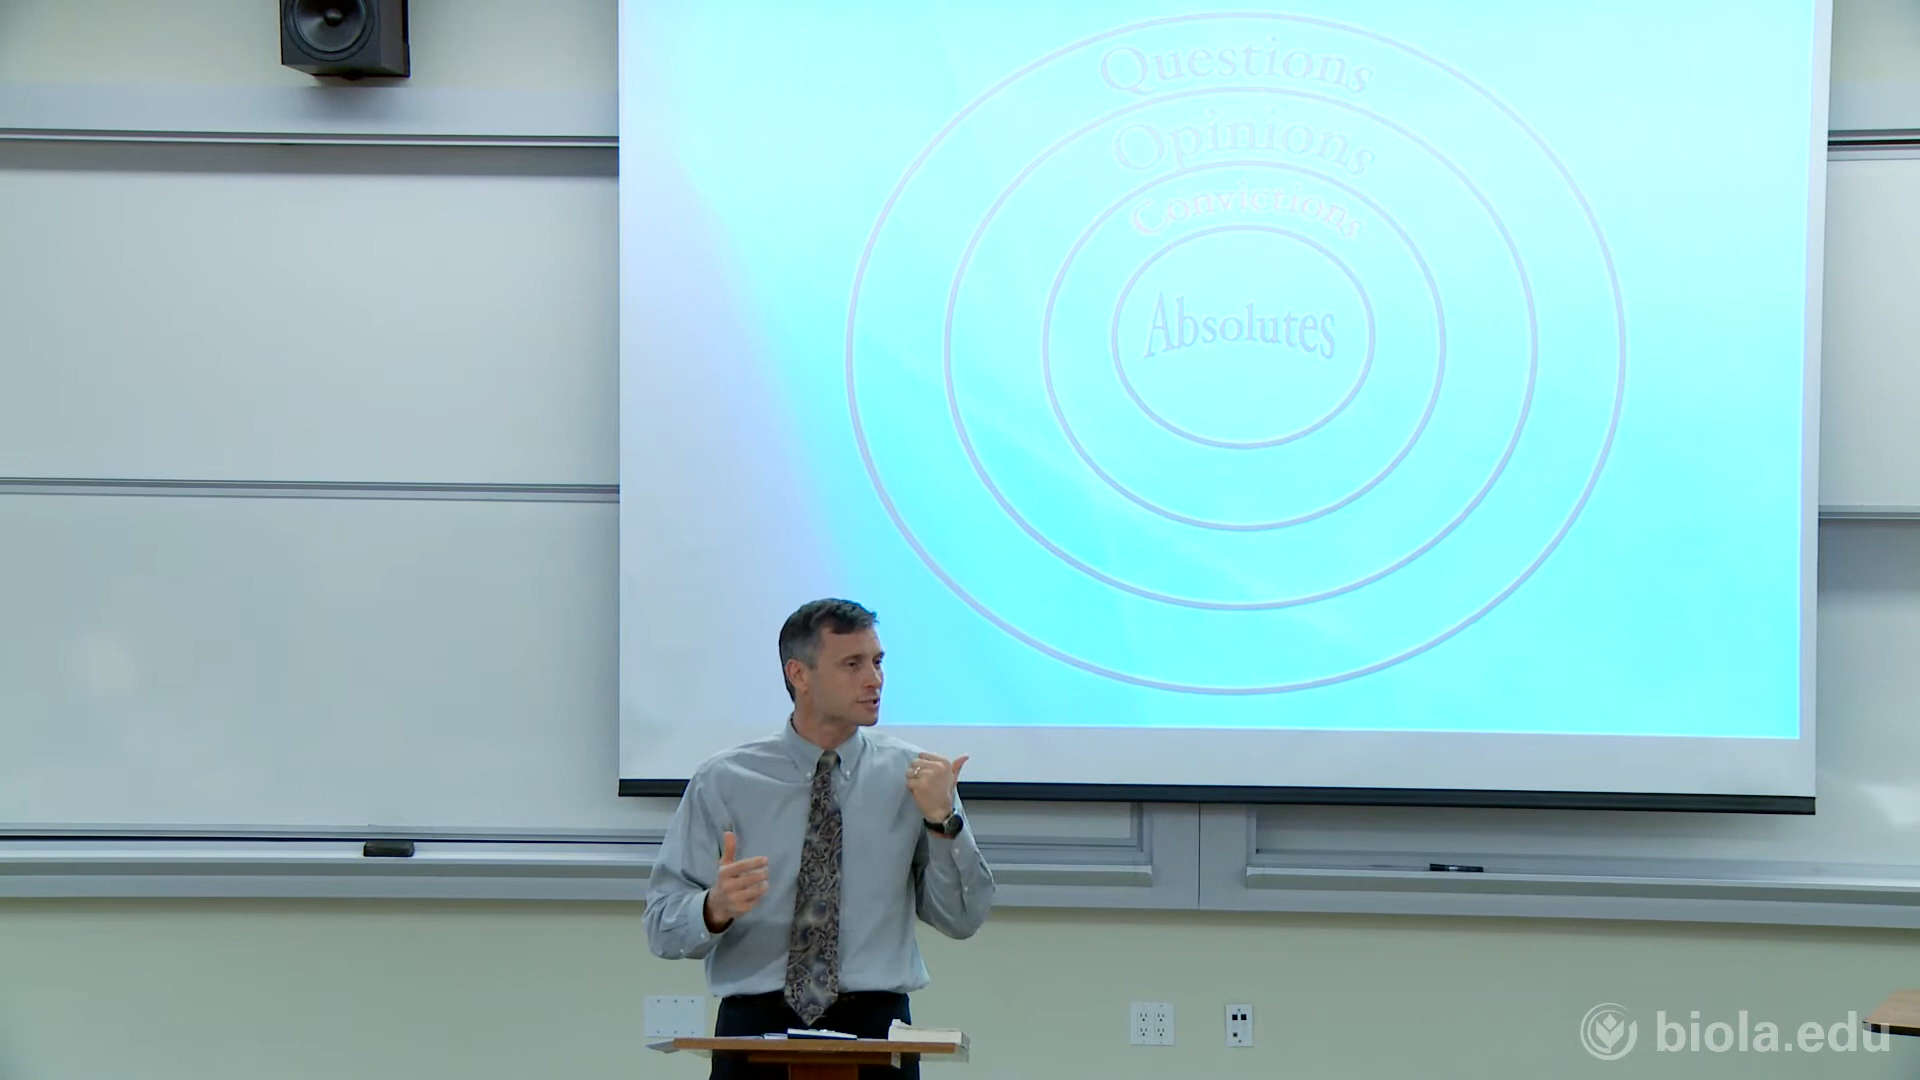 Questions
Opinions
Convictions
Absolutes
biola.edu